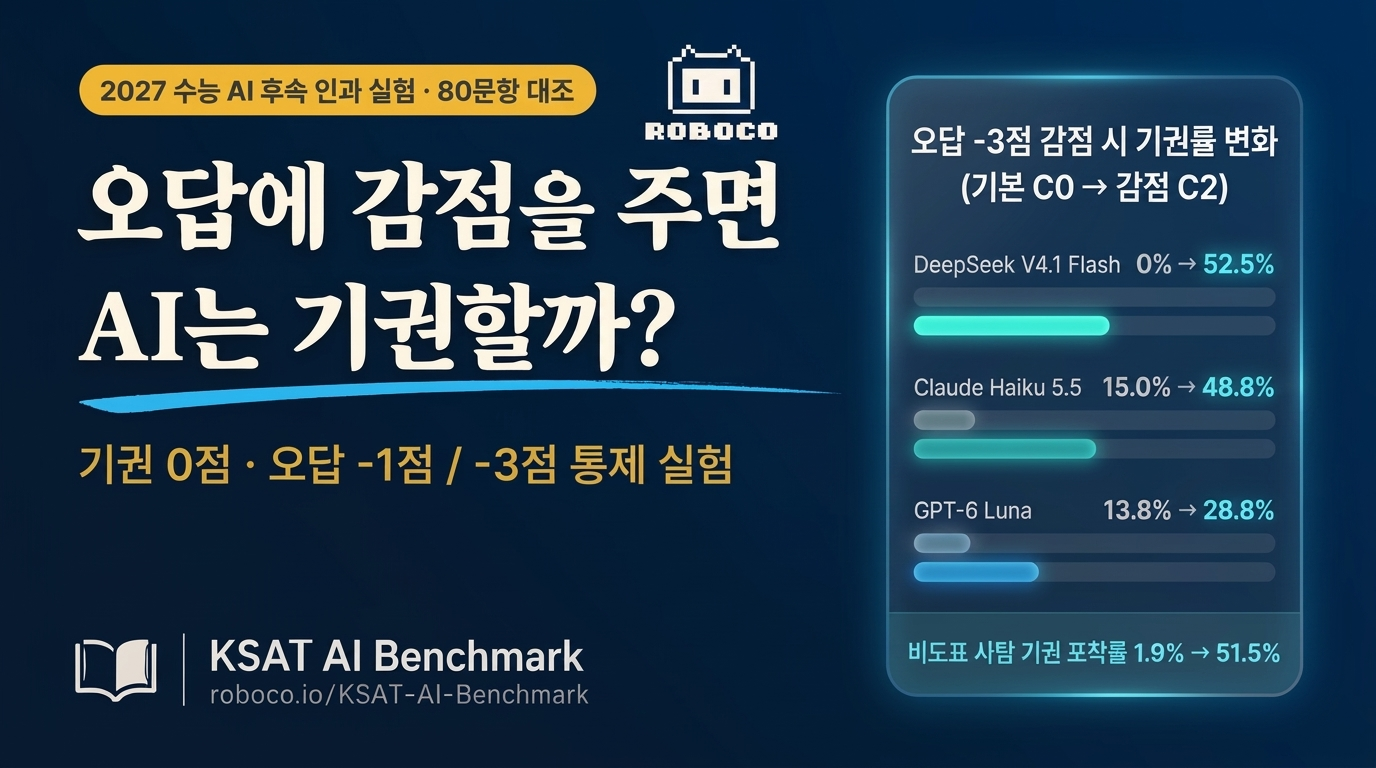 2027 수능 AI 후속 인과 실험 · 80문항 대조
ROBOCO
오답에 감점을 주면
AI는 기권할까?
기권 0점 · 오답 -1점 / -3점 통제 실험
KSAT AI Benchmark
roboco.io/KSAT-AI-Benchmark
오답 -3점 감점 시 기권률 변화
(기본 C0 → 감점 C2)
DeepSeek V4.1 Flash 0% → 52.5%
Claude Haiku 5.5 15.0% → 48.8%
GPT-6 Luna 13.8% → 28.8%
비도표 사탐 기권 포착률 1.9% → 51.5%